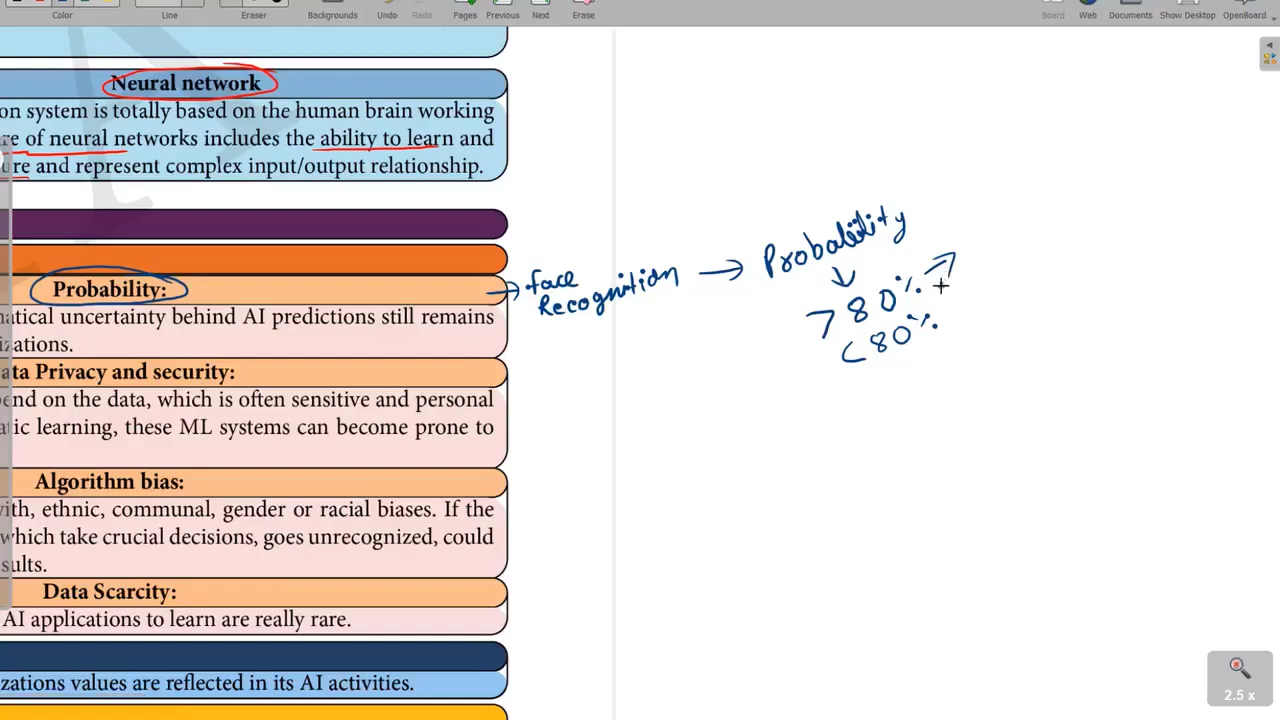 Color
Line
Eraser
Backgrounds
Undo
Redo
Pages
Previous
Next
Erase
Board
Web
Documents
Show Desktop
OpenBoard
Neural network
on system is totally based on the human brain working
re of neural networks includes the ability to learn and
ure and represent complex input/output relationship.
Probability:
natical uncertainty behind AI predictions still remains
izations.
ata Privacy and security:
end on the data, which is often sensitive and personal
atic learning, these ML systems can become prone to
Algorithm bias:
vith, ethnic, communal, gender or racial biases. If the
which take crucial decisions, goes unrecognized, could
sults.
Data Scarcity:
AI applications to learn are really rare.
zations values are reflected in its AI activities.
→ face
Recognition → Probability
> 80%
< 80%
2.5 x